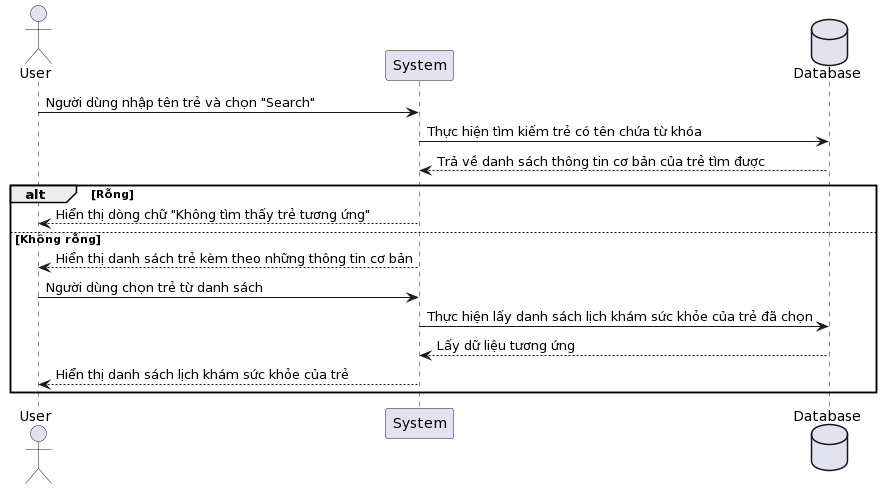 User
System
Database
Người dùng nhập tên trẻ và chọn "Search"
Thực hiện tìm kiếm trẻ có tên chứa từ khóa
Trả về danh sách thông tin cơ bản của trẻ tìm được
alt [Rỗng]
Hiển thị dòng chữ "Không tìm thấy trẻ tương ứng"
[Không rỗng]
Hiển thị danh sách trẻ kèm theo những thông tin cơ bản
Người dùng chọn trẻ từ danh sách
Thực hiện lấy danh sách lịch khám sức khỏe của trẻ đã chọn
Lấy dữ liệu tương ứng
Hiển thị danh sách lịch khám sức khỏe của trẻ
User
System
Database